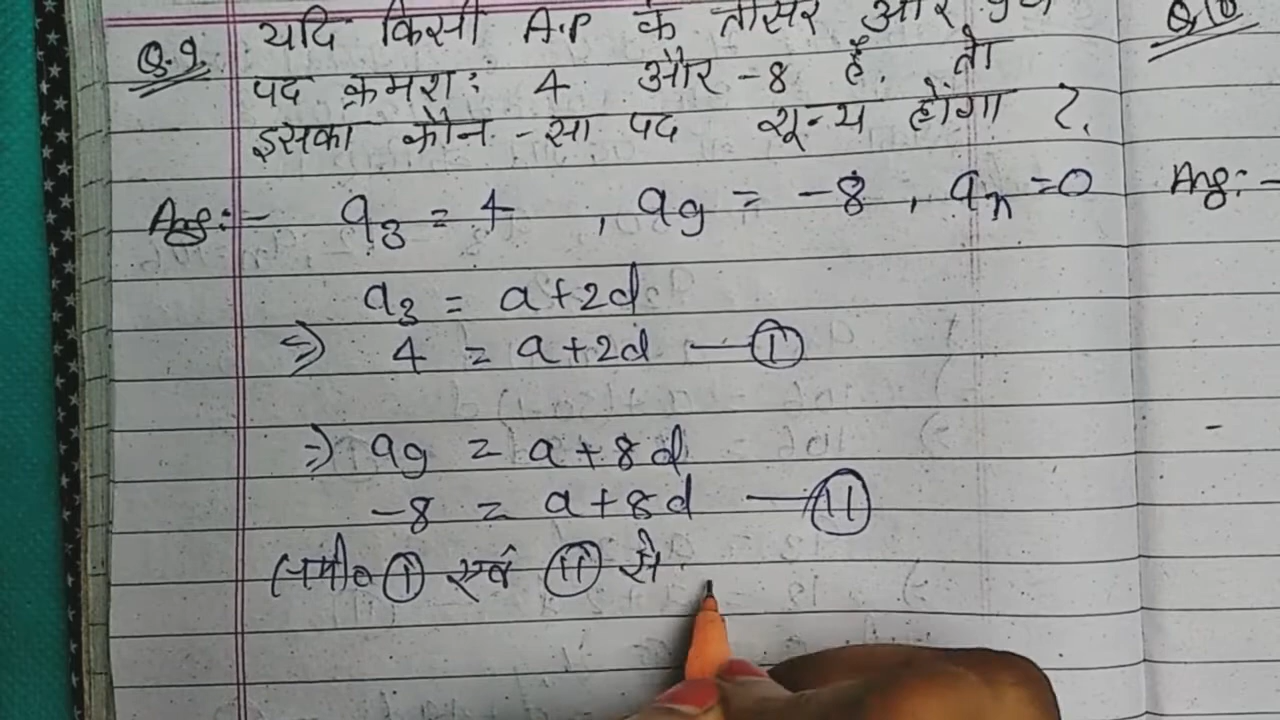 Q.9. यदि किसी A.P के तीसरे और 9वें
पद क्रमश: 4 और -8 है. तो
इसका कौन-सा पद शून्य होंगा ?.
Ans:- a₃ = 4 , a₉ = -8 , aₙ = 0
a₃ = a+2d
⇒ 4 = a+2d — (I)
⇒ a₉ = a+8d
-8 = a+8d — (II)
समी० (I) एवं (II) से
Q.10
Ans:-